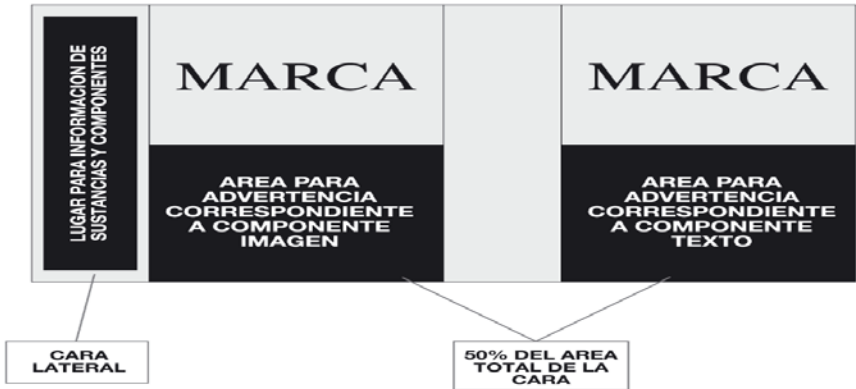 LUGAR PARA INFORMACION DE
SUSTANCIAS Y COMPONENTES
MARCA
AREA PARA
ADVERTENCIA
CORRESPONDIENTE
A COMPONENTE
IMAGEN
MARCA
AREA PARA
ADVERTENCIA
CORRESPONDIENTE
A COMPONENTE
TEXTO
CARA
LATERAL
50% DEL AREA
TOTAL DE LA
CARA